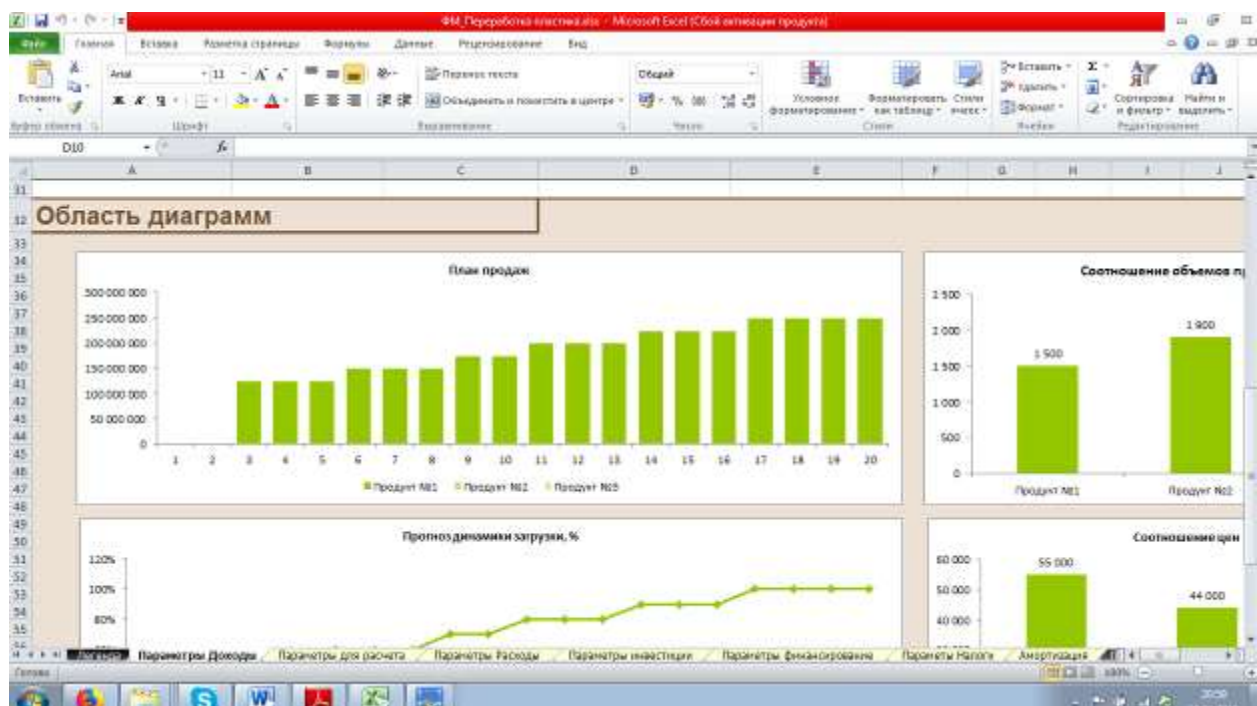 ФМ_Переработка пластика.xlsx - Microsoft Excel (Сбой активации продукта)
Файл Главная Вставка Разметка страницы Формулы Данные Рецензирование Вид
Arial 11 Перенос текста Общий
Вставить Ж К Ч Объединить и поместить в центре % 000 Условное форматирование Форматировать как таблицу Стили ячеек
Вставить Удалить Формат Сортировка и фильтр Найти и выделить
Буфер обмена Шрифт Выравнивание Число Стили Ячейки Редактирование
D10 fx
A B C D E F G H I J
Область диаграмм
План продаж
300 000 000
250 000 000
200 000 000
150 000 000
100 000 000
50 000 000
0
1 2 3 4 5 6 7 8 9 10 11 12 13 14 15 16 17 18 19 20
Продукт №1 Продукт №2
Соотношение объемов
2 000
1 900
1 500
1 500
1 000
500
0
Продукт №1 Продукт №2
Прогноз динамики загрузки, %
120%
100%
80%
Соотношение цен
60 000
55 000
50 000
44 000
40 000
Параметры Доходы Параметры для расчета Параметры Расходы Параметры инвестиции Параметры финансирование Амортизация
Готово 100%
20:50